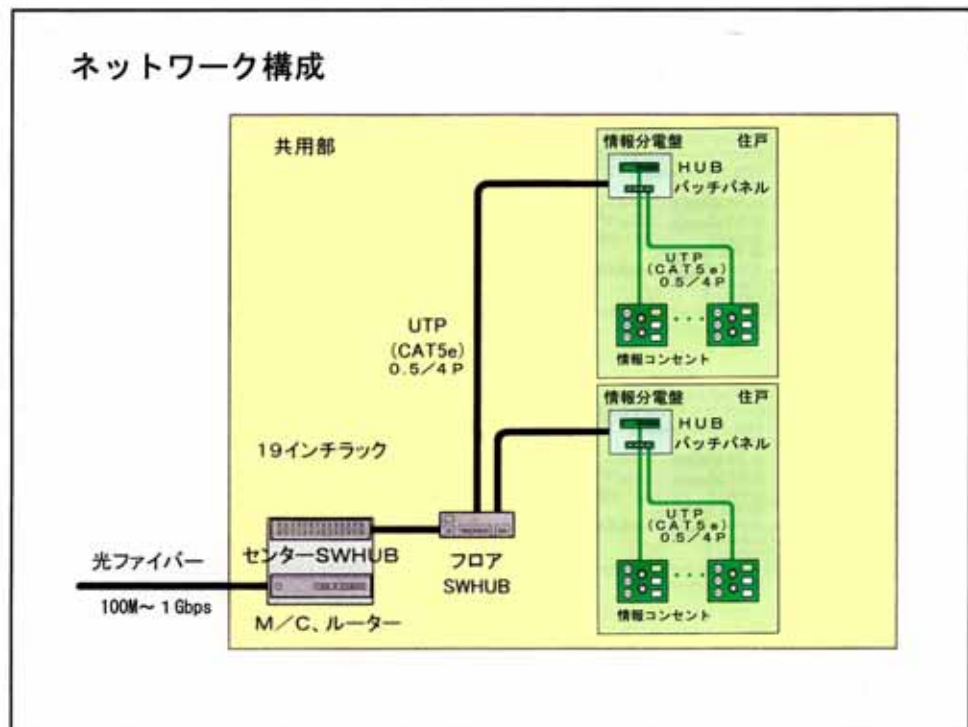 ネットワーク構成
共用部
情報分電盤 住戸
HUB
パッチパネル
UTP
(CAT5e)
0.5/4P
情報コンセント
UTP
(CAT5e)
0.5/4P
情報分電盤 住戸
HUB
パッチパネル
UTP
(CAT5e)
0.5/4P
情報コンセント
19インチラック
センターSWHUB
フロア
SWHUB
光ファイバー
100M～1Gbps
M/C、ルーター